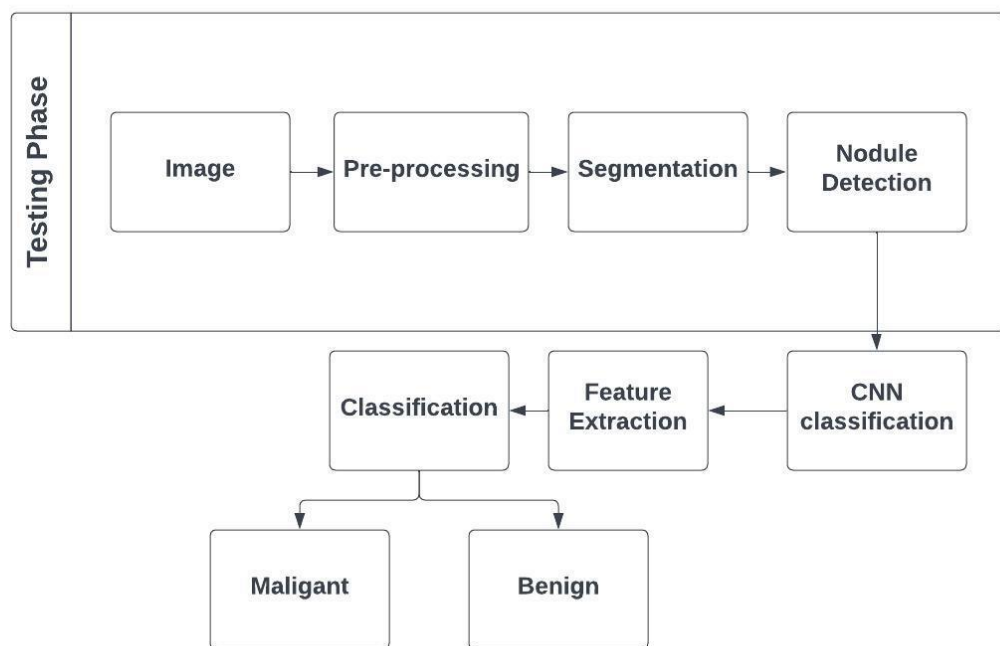 Testing Phase
Image
Pre-processing
Segmentation
Nodule
Detection
CNN
classification
Feature
Extraction
Classification
Maligant
Benign